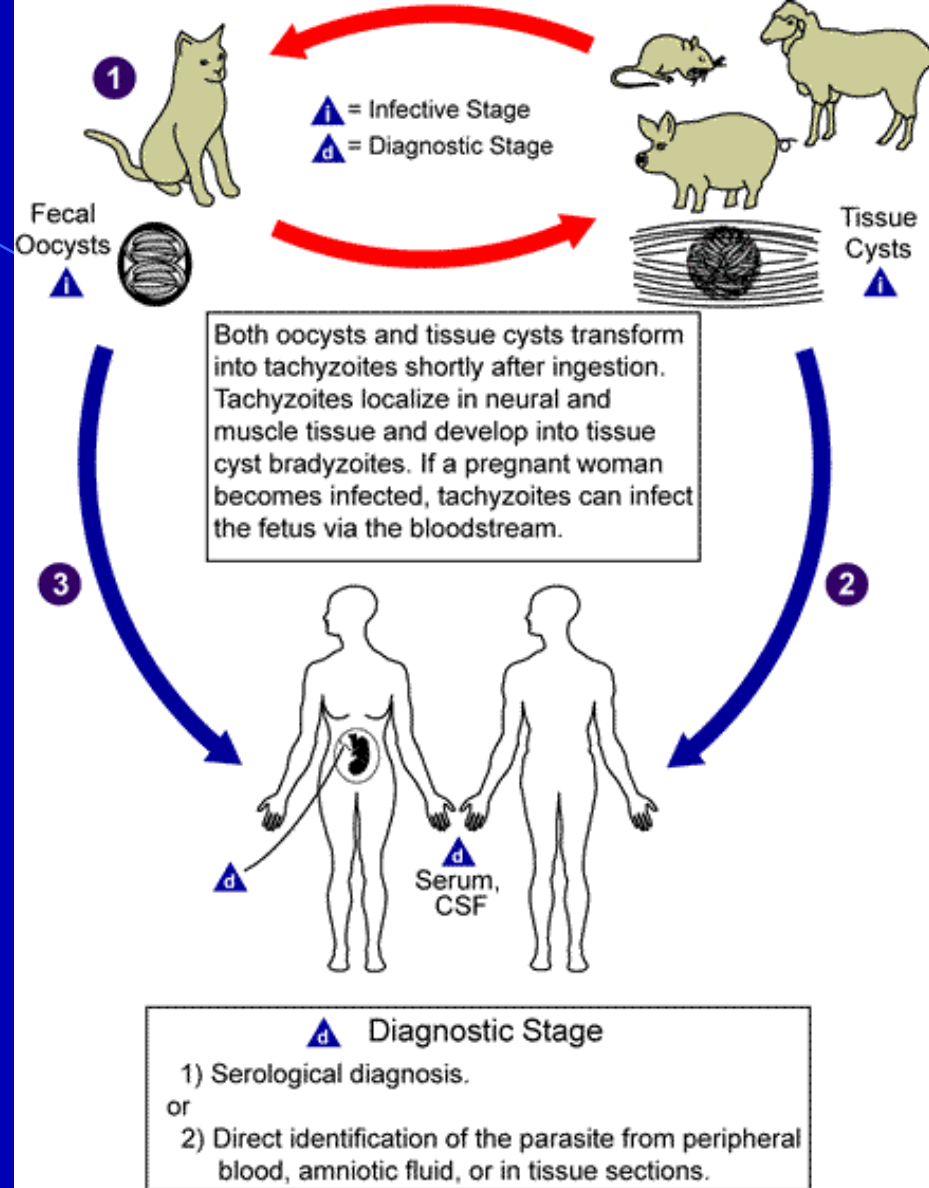 1
i = Infective Stage
d = Diagnostic Stage
Fecal
Oocysts
i
Tissue
Cysts
i
Both oocysts and tissue cysts transform
into tachyzoites shortly after ingestion.
Tachyzoites localize in neural and
muscle tissue and develop into tissue
cyst bradyzoites. If a pregnant woman
becomes infected, tachyzoites can infect
the fetus via the bloodstream.
3
2
d
d
Serum,
CSF
d Diagnostic Stage
1) Serological diagnosis.
or
2) Direct identification of the parasite from peripheral
blood, amniotic fluid, or in tissue sections.